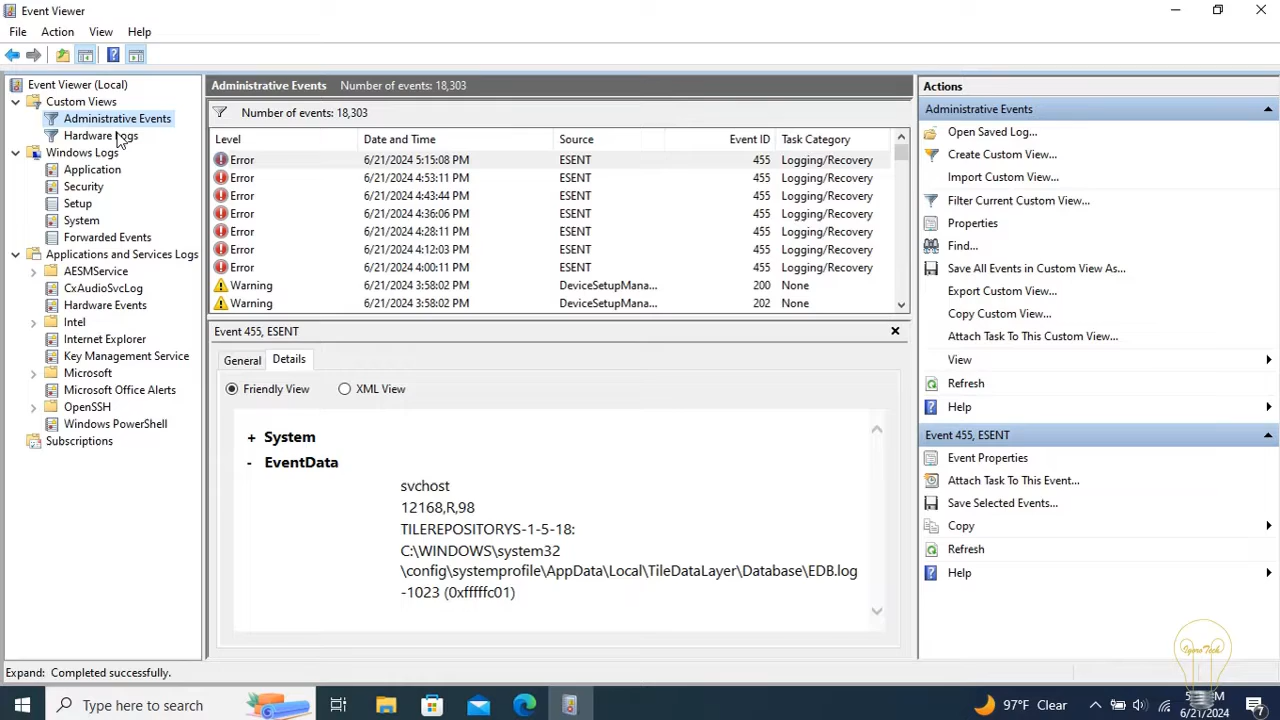 Event Viewer
File Action View Help
Event Viewer (Local)
Custom Views
Administrative Events
Hardware Logs
Windows Logs
Application
Security
Setup
System
Forwarded Events
Applications and Services Logs
AESMService
CxAudioSvcLog
Hardware Events
Intel
Internet Explorer
Key Management Service
Microsoft
Microsoft Office Alerts
OpenSSH
Windows PowerShell
Subscriptions
Administrative Events Number of events: 18,303
Number of events: 18,303
Level Date and Time Source Event ID Task Category
Error 6/21/2024 5:15:08 PM ESENT 455 Logging/Recovery
Error 6/21/2024 4:53:11 PM ESENT 455 Logging/Recovery
Error 6/21/2024 4:43:44 PM ESENT 455 Logging/Recovery
Error 6/21/2024 4:36:06 PM ESENT 455 Logging/Recovery
Error 6/21/2024 4:28:11 PM ESENT 455 Logging/Recovery
Error 6/21/2024 4:12:03 PM ESENT 455 Logging/Recovery
Error 6/21/2024 4:00:11 PM ESENT 455 Logging/Recovery
Warning 6/21/2024 3:58:02 PM DeviceSetupMana... 200 None
Warning 6/21/2024 3:58:02 PM DeviceSetupMana... 202 None
Event 455, ESENT
General Details
Friendly View XML View
+ System
- EventData
svchost
12168,R,98
TILEREPOSITORYS-1-5-18:
C:\WINDOWS\system32
\config\systemprofile\AppData\Local\TileDataLayer\Database\EDB.log
-1023 (0xfffffc01)
Actions
Administrative Events
Open Saved Log...
Create Custom View...
Import Custom View...
Filter Current Custom View...
Properties
Find...
Save All Events in Custom View As...
Export Custom View...
Copy Custom View...
Attach Task To This Custom View...
View
Refresh
Help
Event 455, ESENT
Event Properties
Attach Task To This Event...
Save Selected Events...
Copy
Refresh
Help
Expand: Completed successfully.
Type here to search
97°F Clear
6/21/2024
7